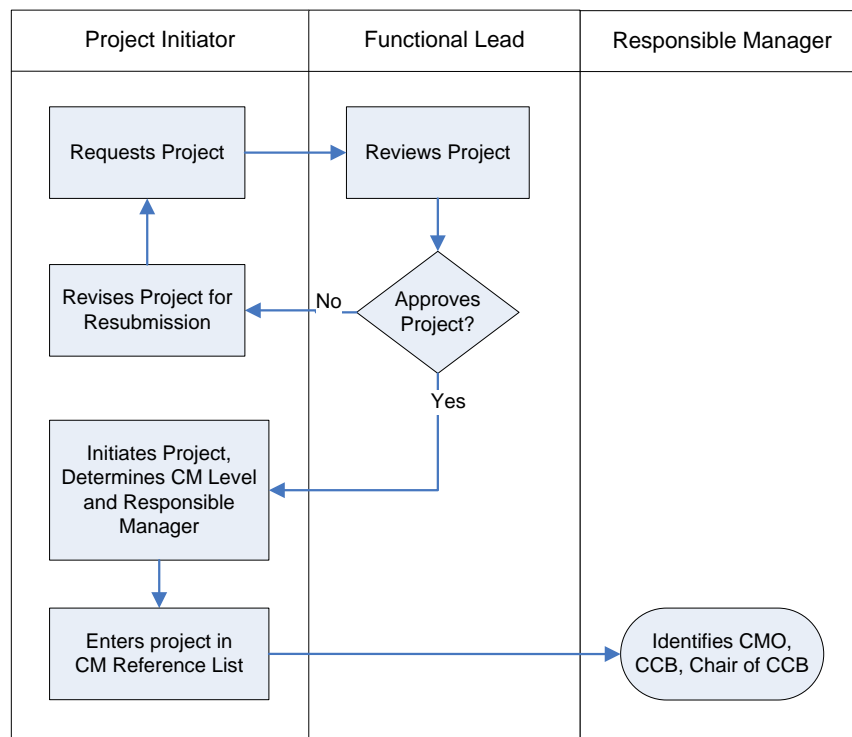 Project Initiator
Functional Lead
Responsible Manager
Requests Project
Reviews Project
Revises Project for
Resubmission
No
Approves
Project?
Yes
Initiates Project,
Determines CM Level
and Responsible
Manager
Enters project in
CM Reference List
Identifies CMO,
CCB, Chair of CCB